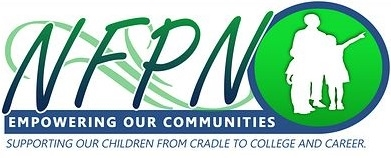 NFPN
EMPOWERING OUR COMMUNITIES
SUPPORTING OUR CHILDREN FROM CRADLE TO COLLEGE AND CAREER.